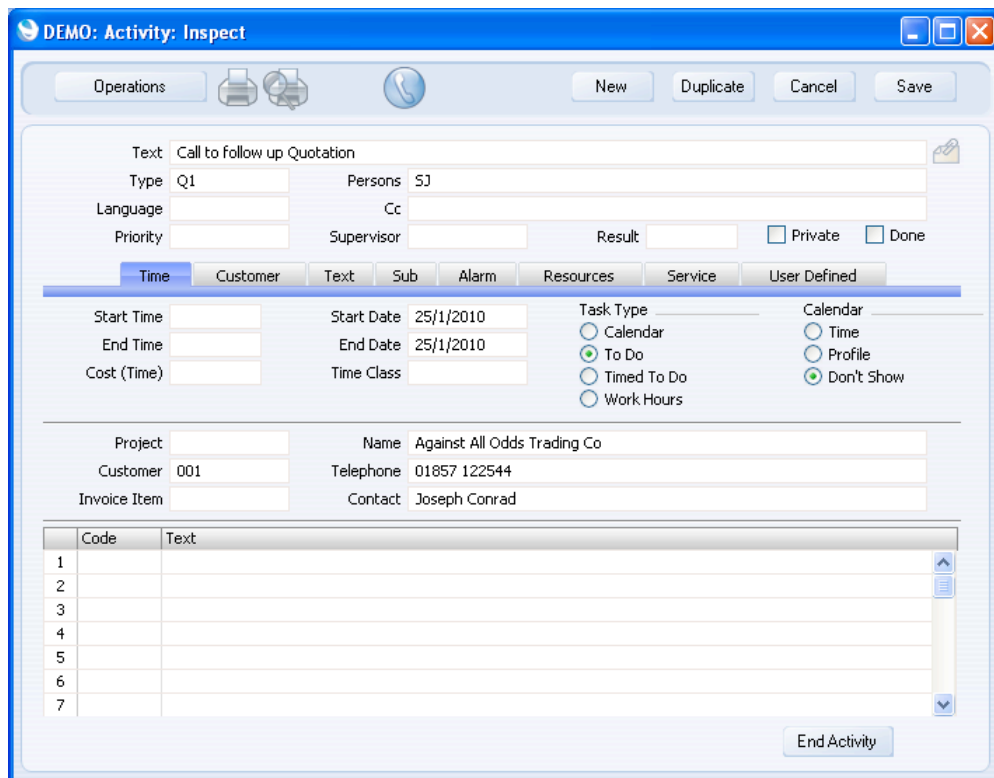 DEMO: Activity: Inspect
Operations New Duplicate Cancel Save
Text Call to follow up Quotation
Type Q1 Persons SJ
Language Cc
Priority Supervisor Result Private Done
Time Customer Text Sub Alarm Resources Service User Defined
Start Time Start Date 25/1/2010 Task Type Calendar
Calendar Time
End Time End Date 25/1/2010 To Do Profile
Cost (Time) Time Class Timed To Do Don't Show
Work Hours
Project Name Against All Odds Trading Co
Customer 001 Telephone 01857 122544
Invoice Item Contact Joseph Conrad
Code Text
1
2
3
4
5
6
7
End Activity